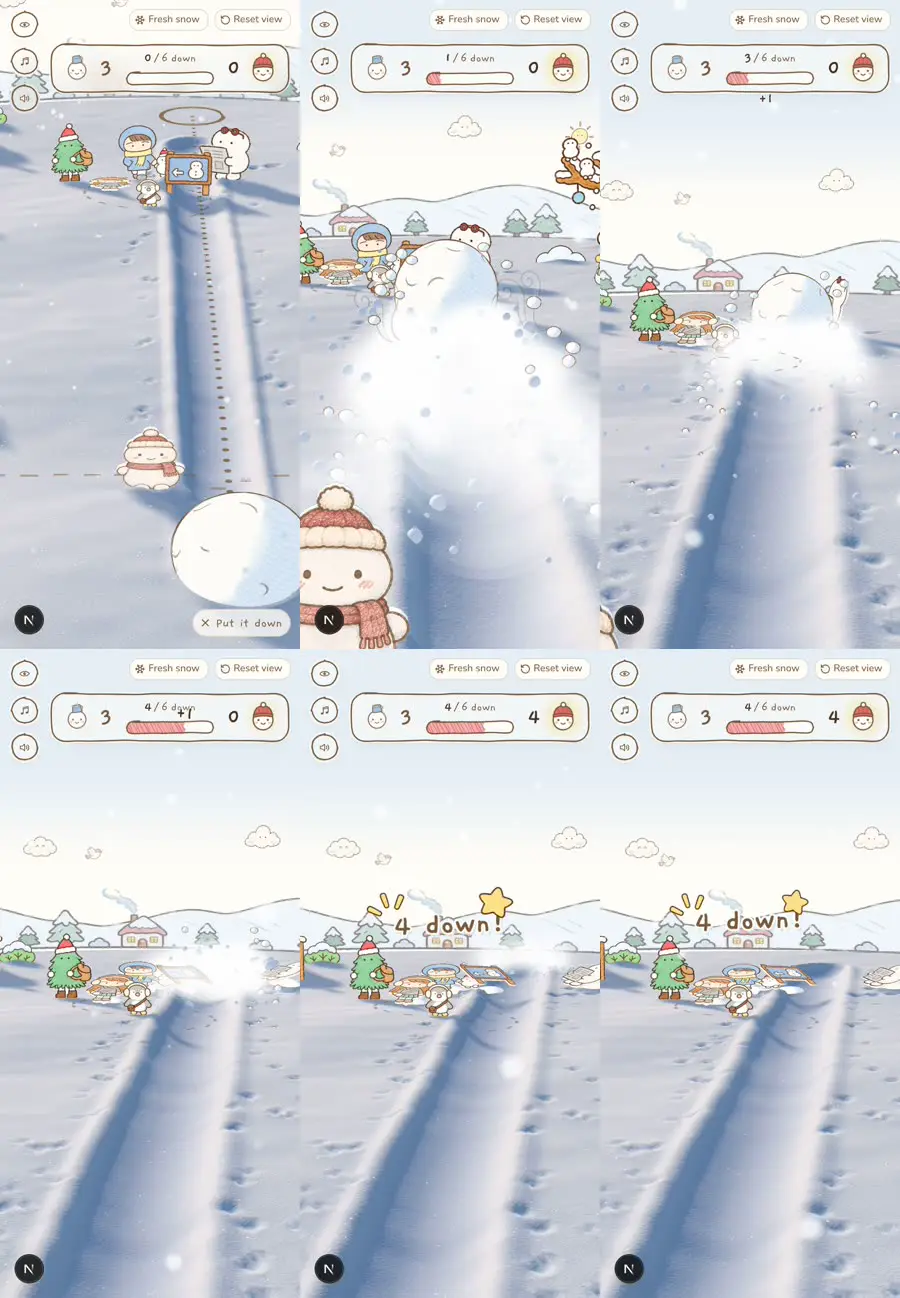 Fresh snow
Reset view
3
0/6 down
0
X Put it down
N
Fresh snow
Reset view
3
1/6 down
0
N
Fresh snow
Reset view
3
3/6 down
0
+1
N
Fresh snow
Reset view
3
4/6 down
+1
0
N
Fresh snow
Reset view
3
4/6 down
4
4 down!
N
Fresh snow
Reset view
3
4/6 down
4
4 down!
N